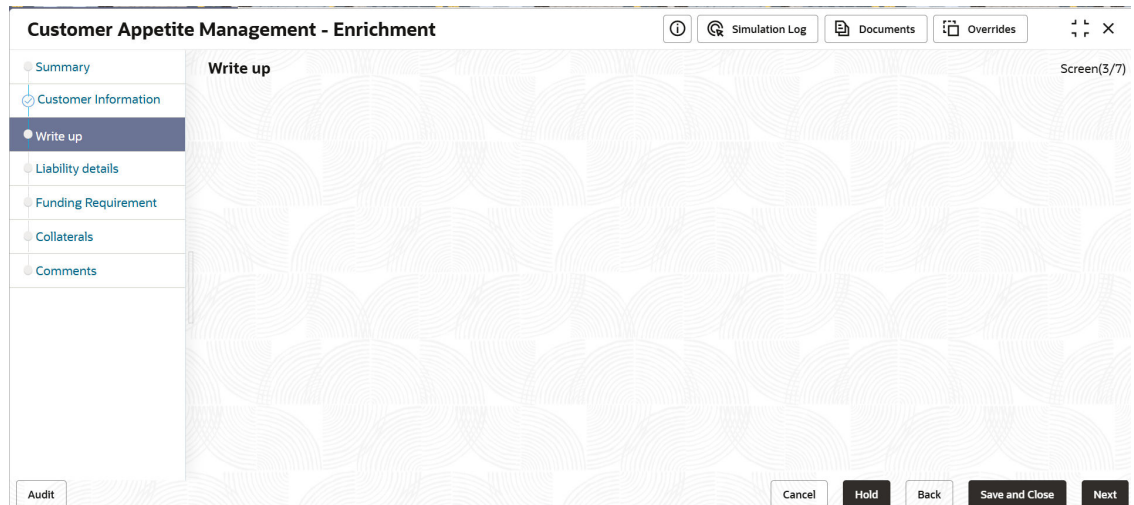 Customer Appetite Management - Enrichment
Simulation Log
Documents
Overrides
Summary
Customer Information
Write up
Liability details
Funding Requirement
Collaterals
Comments
Write up
Screen(3/7)
Audit
Cancel
Hold
Back
Save and Close
Next